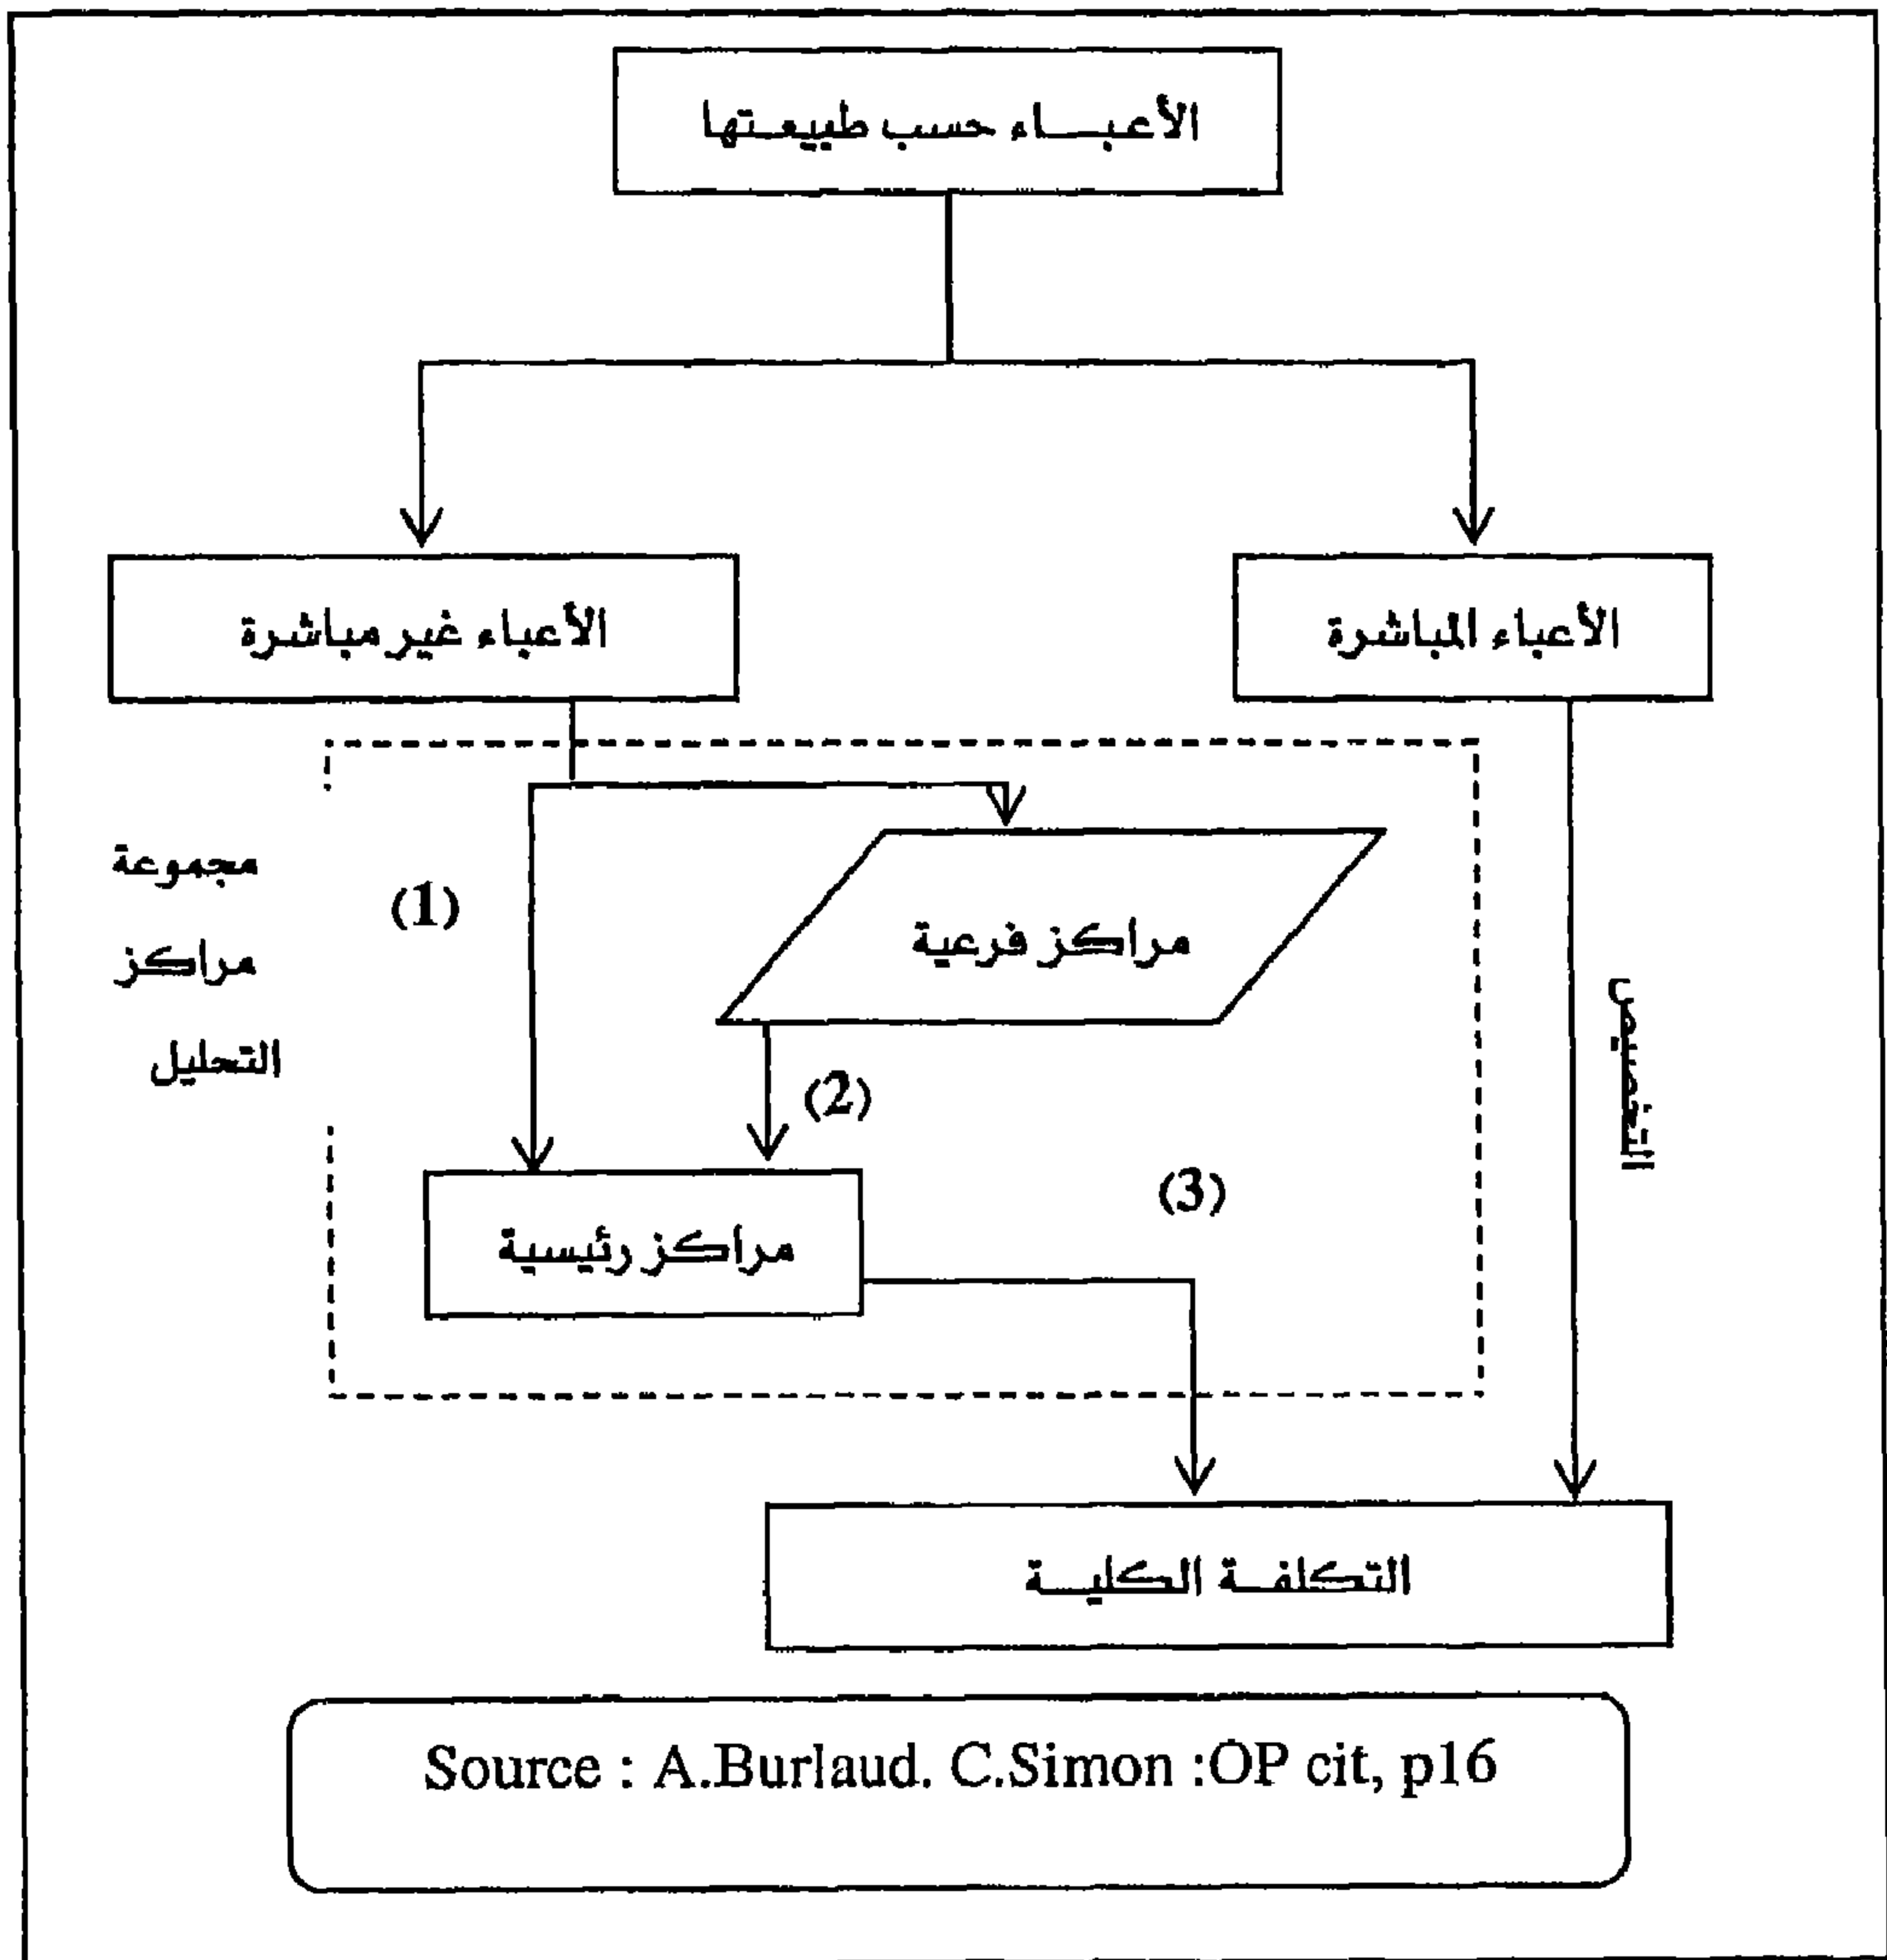 الأعباء حسب طبيعتها
الأعباء المباشرة
الأعباء غير مباشرة
مجموعة
مراكز
التحليل
(1)
مراكز فرعية
(2)
(3)
التخصيص
مراكز رئيسية
التكلفة الكلية
Source : A.Burlaud. C.Simon :OP cit, p16